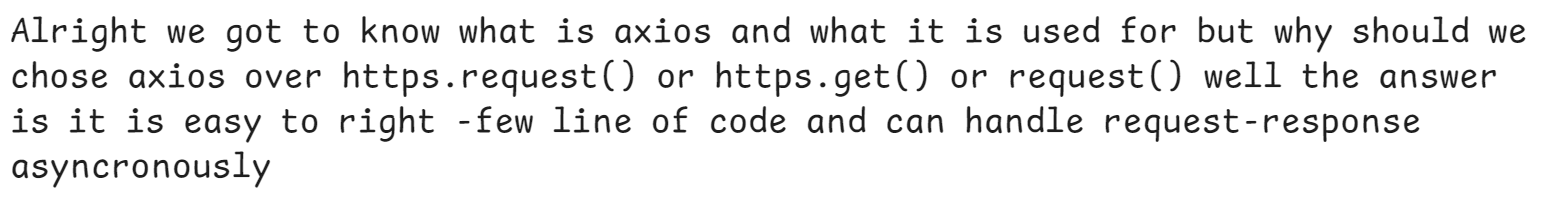 Alright we got to know what is axios and what it is used for but why should we
chose axios over https.request() or https.get() or request() well the answer
is it is easy to right -few line of code and can handle request-response
asyncronously